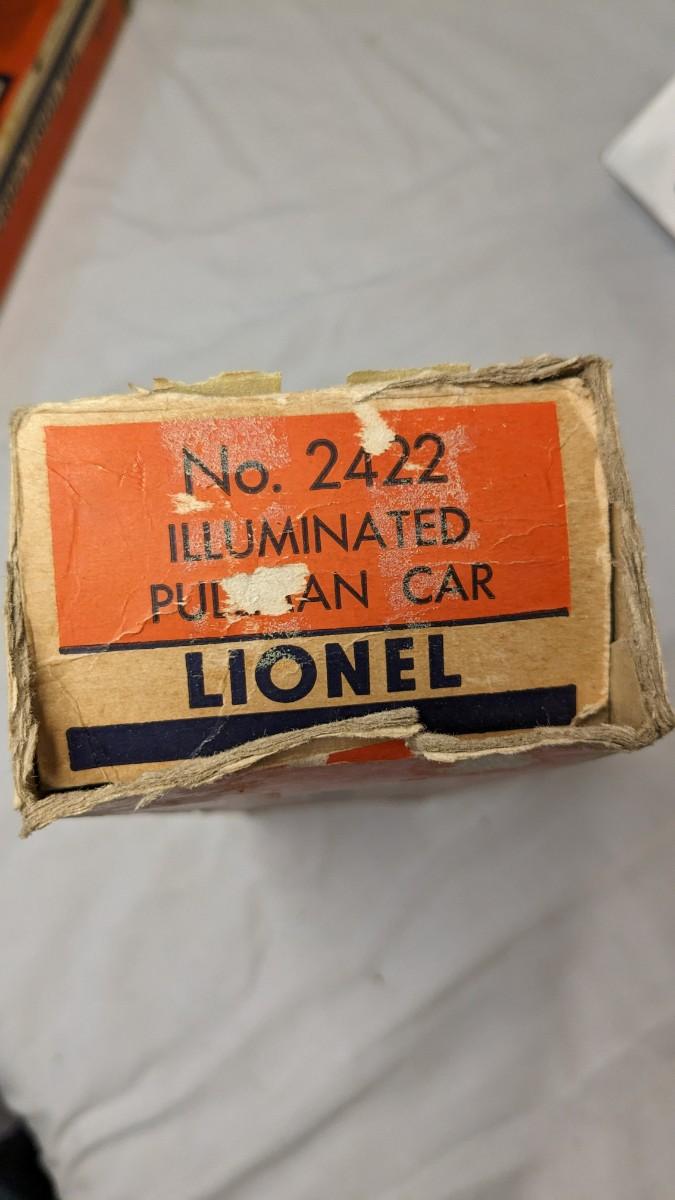 No. 2422
ILLUMINATED
CAR
LIONEL